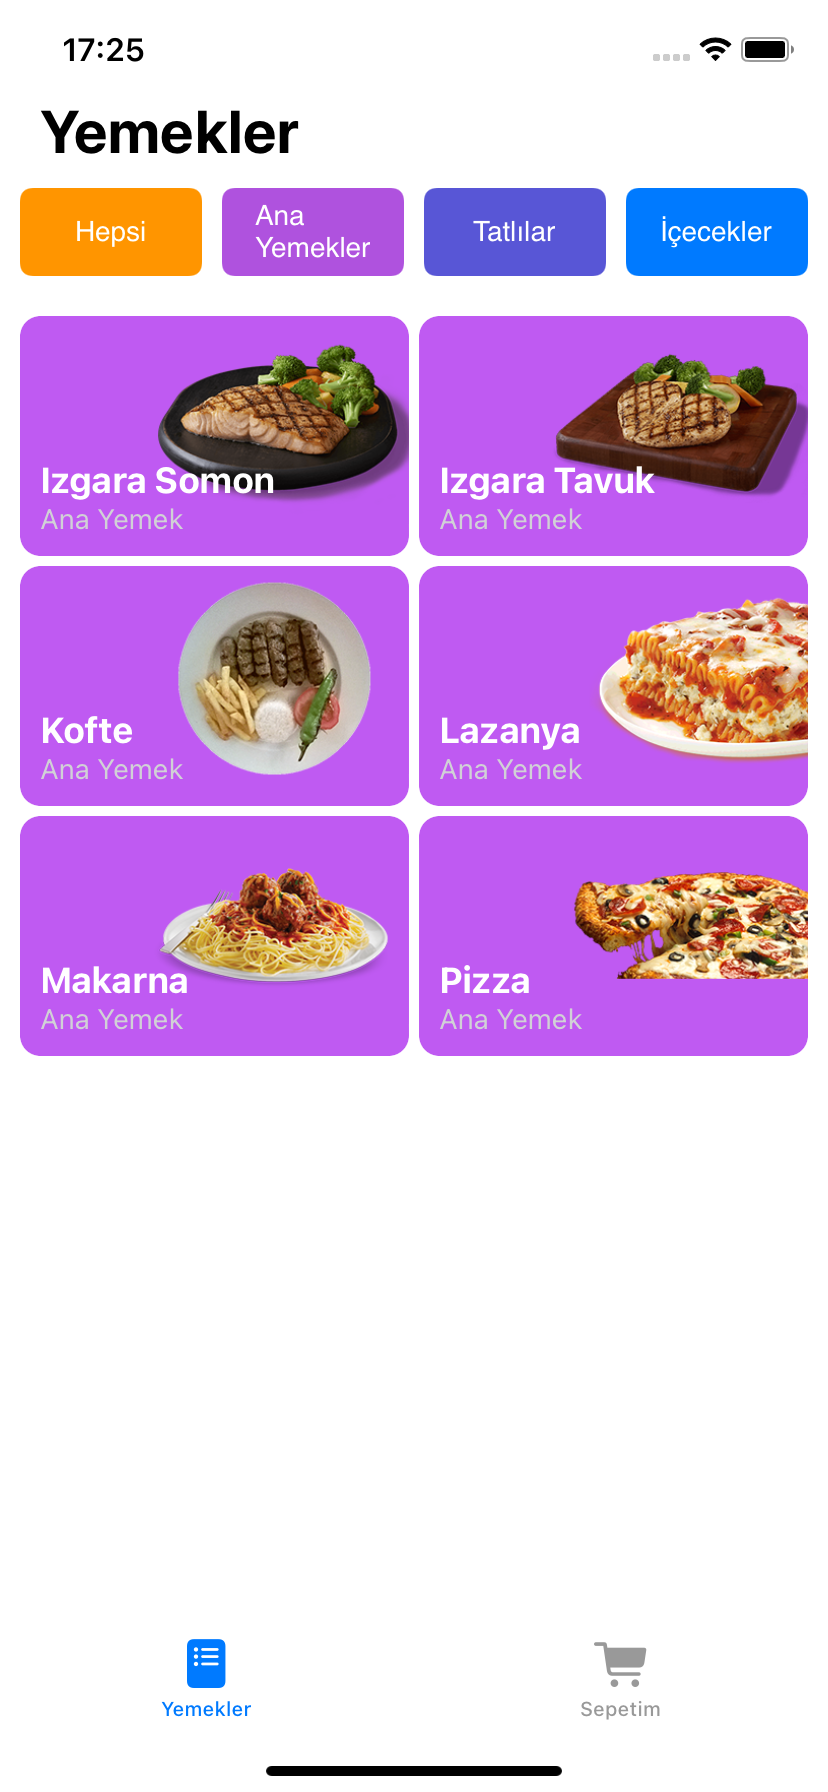 17:25
Yemekler
Hepsi
Ana
Yemekler
Tatlılar
İçecekler
Izgara Somon
Ana Yemek
Izgara Tavuk
Ana Yemek
Kofte
Ana Yemek
Lazanya
Ana Yemek
Makarna
Ana Yemek
Pizza
Ana Yemek
Yemekler
Sepetim